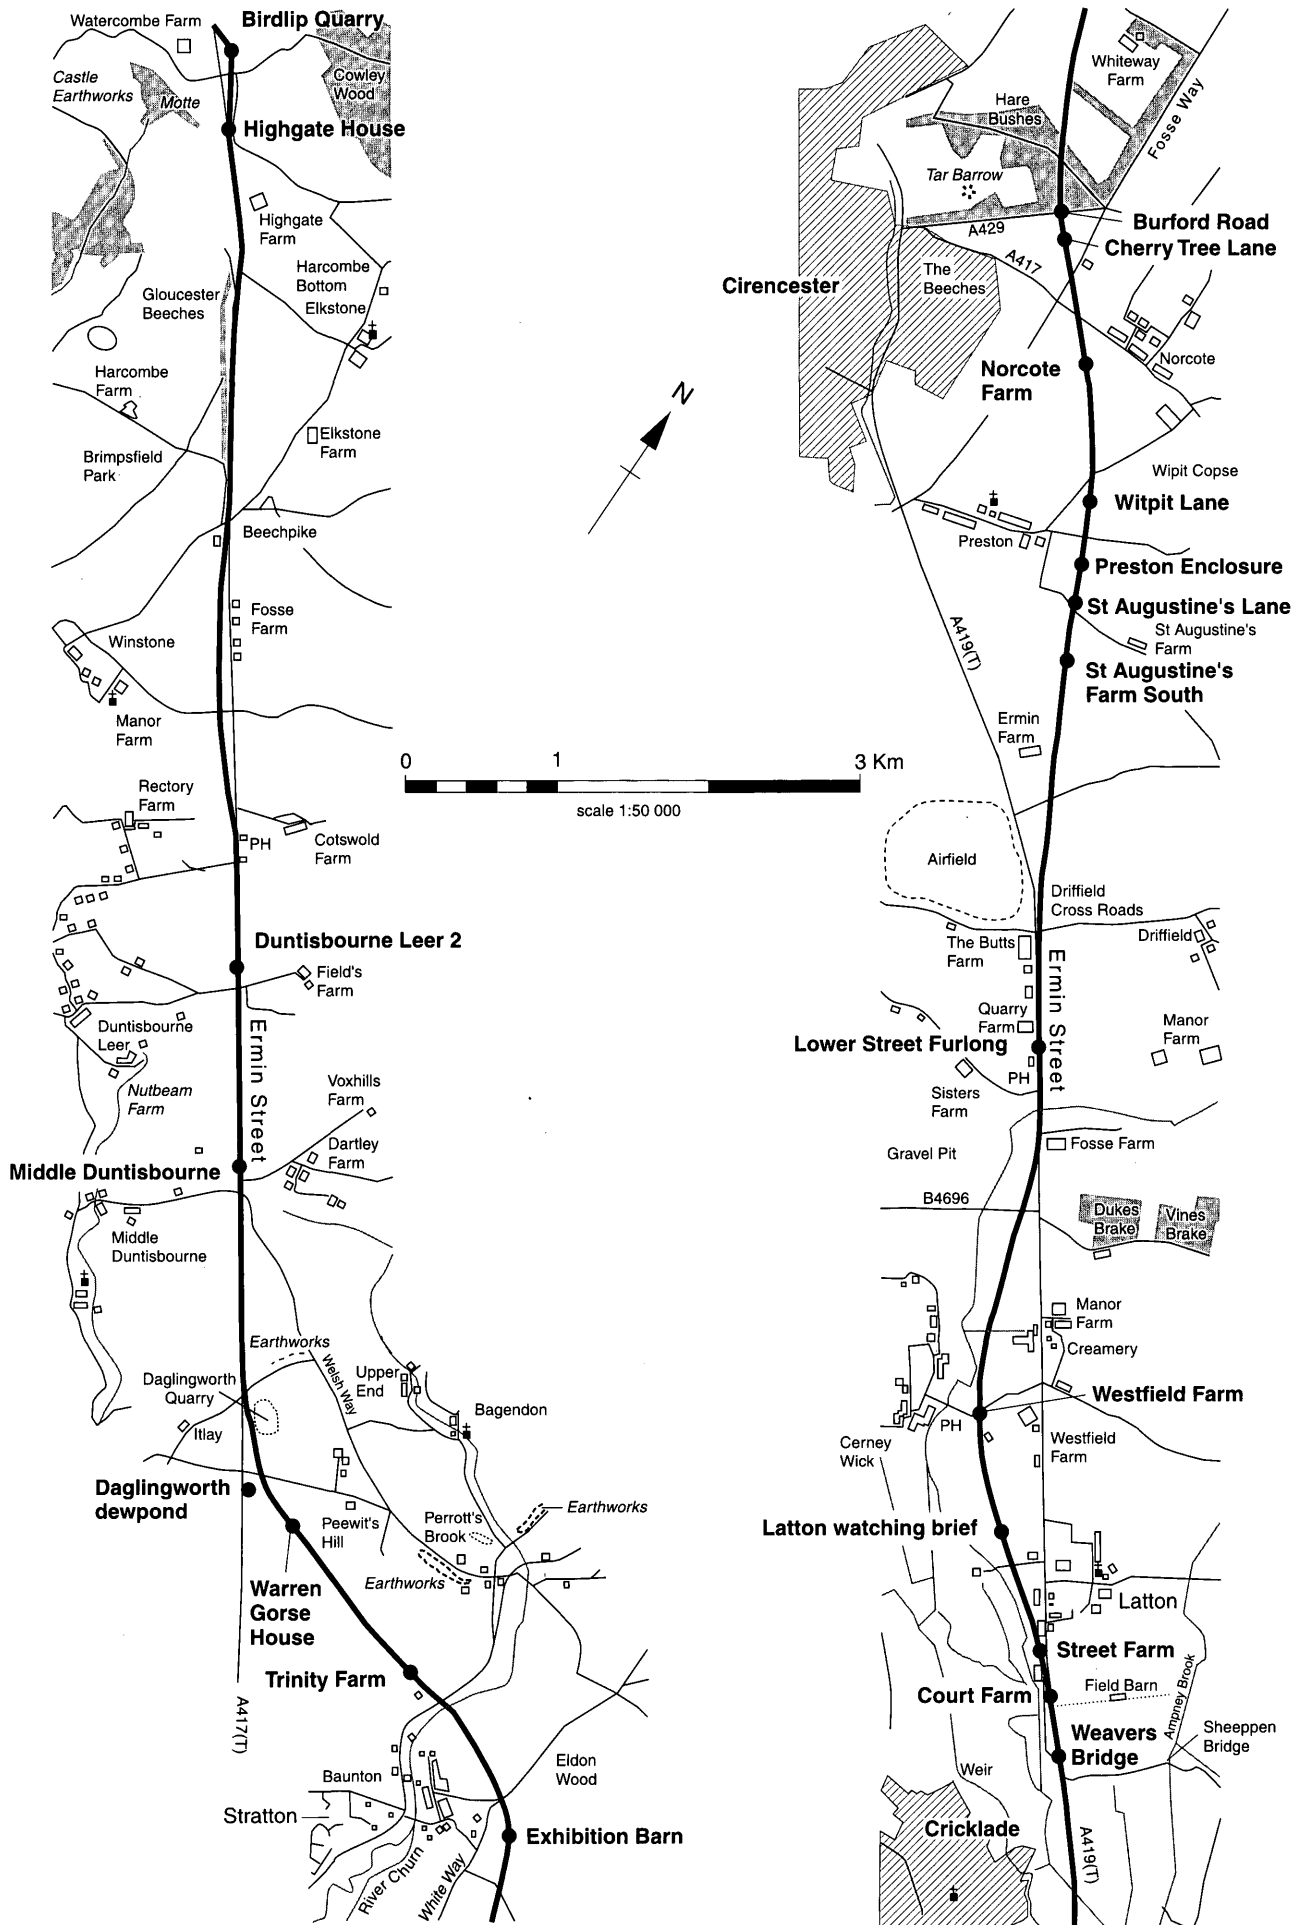 Watercombe Farm
Birdlip Quarry
Castle
Earthworks
Motte
Cowley
Wood
Highgate House
Highgate
Farm
Harcombe
Bottom
Elkstone
Gloucester
Beeches
Harcombe
Farm
Elkstone
Farm
Brimpsfield
Park
Beechpike
Fosse
Farm
Winstone
Manor
Farm
Rectory
Farm
PH
Cotswold
Farm
Duntisbourne Leer 2
Field's
Farm
Duntisbourne
Leer
Ermin Street
Nutbeam
Farm
Voxhills
Farm
Dartley
Farm
Middle Duntisbourne
Middle
Duntisbourne
Earthworks
Welsh Way
Daglingworth
Quarry
Upper
End
Bagendon
Itlay
Daglingworth
dewpond
Peewit's
Hill
Perrott's
Brook
Earthworks
Earthworks
Warren
Gorse
House
Trinity Farm
A417(T)
Baunton
Eldon
Wood
Stratton
Exhibition Barn
River Churn
White Way
N
0
1
3 Km
scale 1:50 000
Whiteway
Farm
Hare
Bushes
Fosse Way
Tar Barrow
A429
Burford Road
Cherry Tree Lane
A417
The
Beeches
Cirencester
Norcote
Farm
Norcote
Wipit Copse
Witpit Lane
Preston
Preston Enclosure
St Augustine's Lane
St Augustine's
Farm
A419(T)
St Augustine's
Farm South
Ermin
Farm
Airfield
Driffield
Cross Roads
The Butts
Farm
Driffield
Ermin Street
Quarry
Farm
Manor
Farm
Lower Street Furlong
PH
Sisters
Farm
Fosse Farm
Gravel Pit
B4696
Dukes
Brake
Vines
Brake
Manor
Farm
Creamery
Westfield Farm
PH
Cerney
Wick
Westfield
Farm
Latton watching brief
Latton
Street Farm
Court Farm
Field Barn
Ampney Brook
Weavers
Bridge
Sheeppen
Bridge
Weir
Cricklade
A419(T)